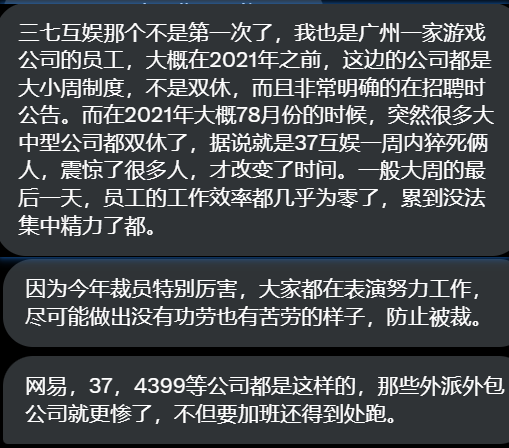 三七互娱那个不是第一次了，我也是广州一家游戏
公司的员工，大概在2021年之前，这边的公司都是
大小周制度，不是双休，而且非常明确的在招聘时
公告。而在2021年大概78月份的时候，突然很多大
中型公司都双休了，据说就是37互娱一周内猝死俩
人，震惊了很多人，才改变了时间。一般大周的最
后一天，员工的工作效率都几乎为零了，累到没法
集中精力了都。
因为今年裁员特别厉害，大家都在表演努力工作，
尽可能做出没有功劳也有苦劳的样子，防止被裁。
网易，37，4399等公司都是这样的，那些外派外包
公司就更惨了，不但要加班还得到处跑。